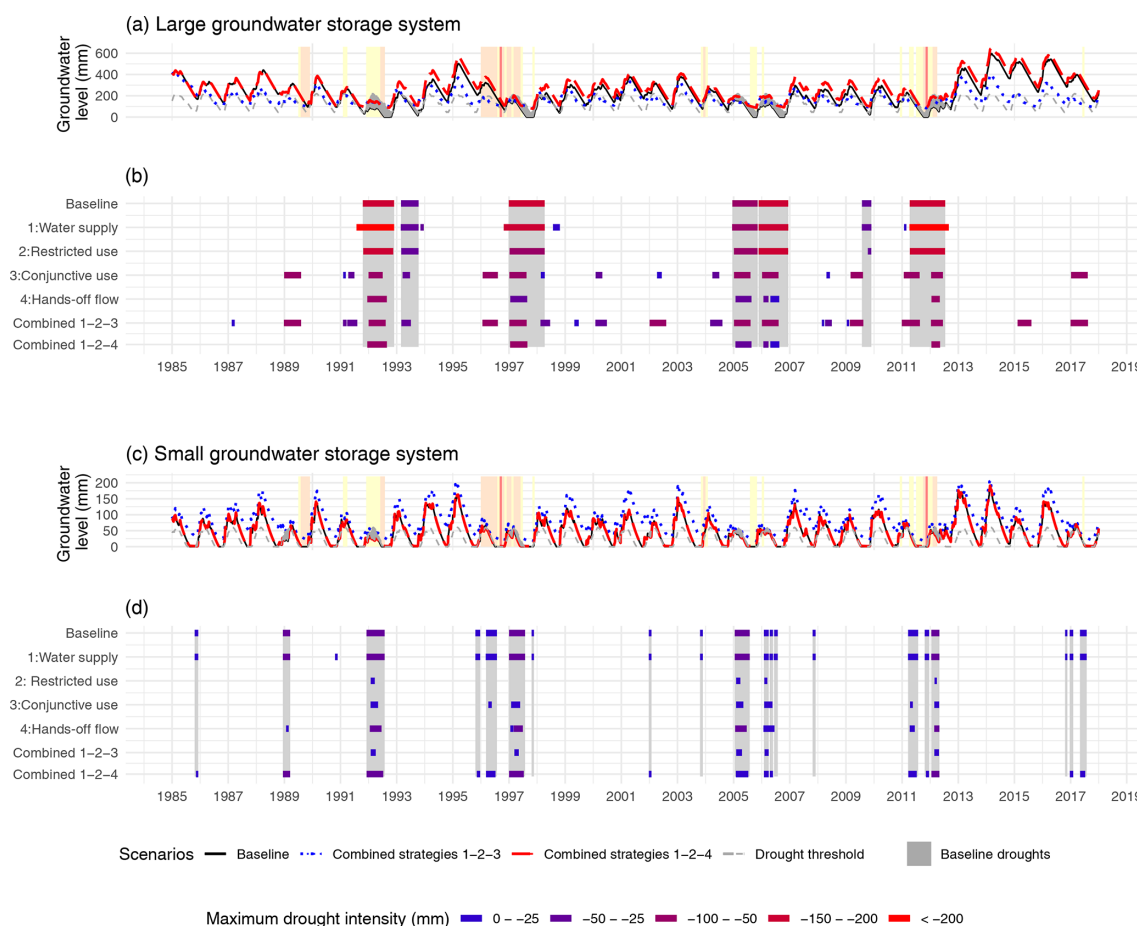 (a) Large groundwater storage system
Groundwater
level (mm)
600
400
200
0
(b)
Baseline
1:Water supply
2:Restricted use
3:Conjunctive use
4:Hands-off flow
Combined 1−2−3
Combined 1−2−4
1985 1987 1989 1991 1993 1995 1997 1999 2001 2003 2005 2007 2009 2011 2013 2015 2017 2019
(c) Small groundwater storage system
Groundwater
level (mm)
200
150
100
50
0
(d)
Baseline
1:Water supply
2: Restricted use
3:Conjunctive use
4:Hands-off flow
Combined 1−2−3
Combined 1−2−4
1985 1987 1989 1991 1993 1995 1997 1999 2001 2003 2005 2007 2009 2011 2013 2015 2017 2019
Scenarios Baseline Combined strategies 1−2−3 Combined strategies 1−2−4 Drought threshold Baseline droughts
Maximum drought intensity (mm) 0 − −25 −50 − −25 −100 − −50 −150 − −200 < −200